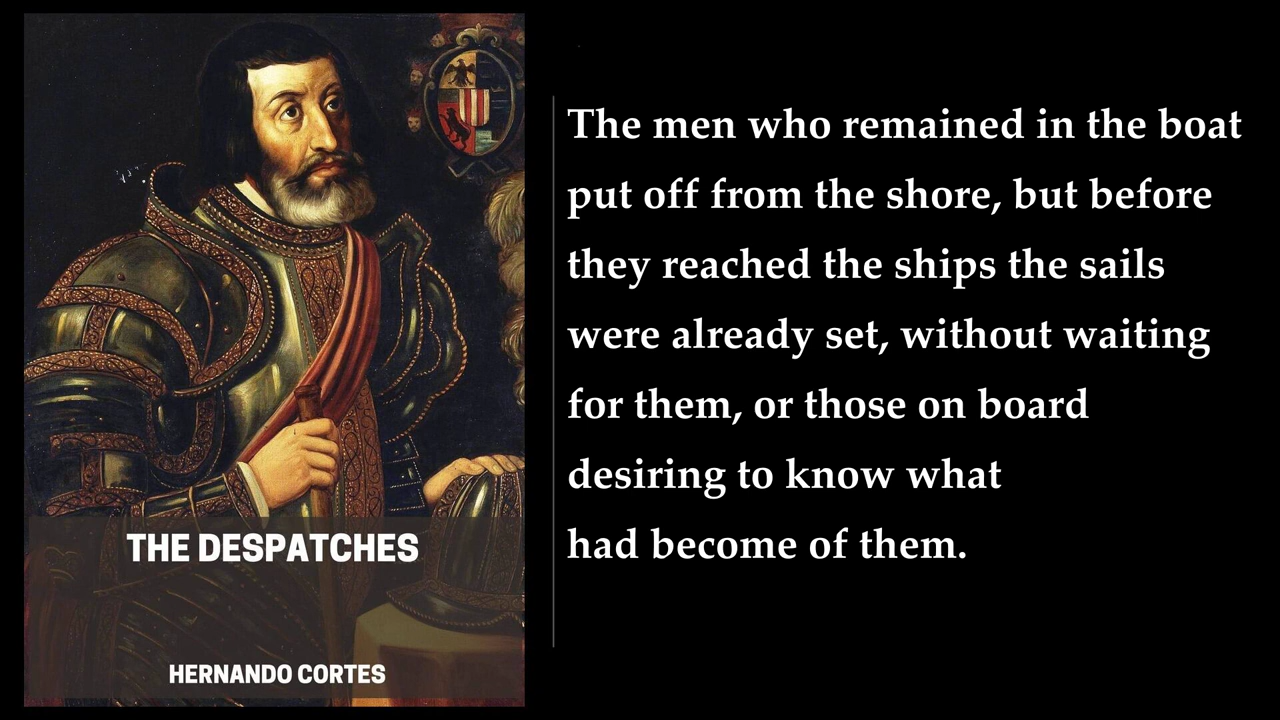 THE DESPATCHES
HERNANDO CORTES
The men who remained in the boat
put off from the shore, but before
they reached the ships the sails
were already set, without waiting
for them, or those on board
desiring to know what
had become of them.